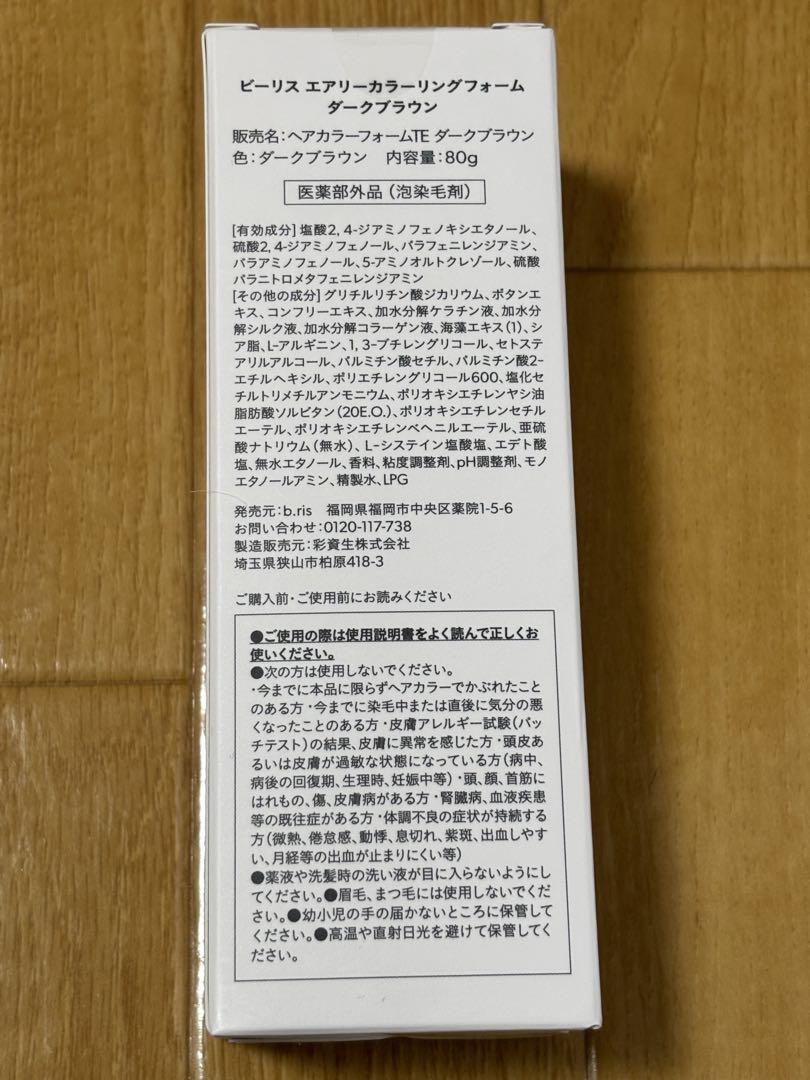 ビーリス エアリーカラーリングフォーム
ダークブラウン
販売名：ヘアカラーフォームTE ダークブラウン
色：ダークブラウン　内容量：80g
医薬部外品（泡染毛剤）
[有効成分] 塩酸2, 4-ジアミノフェノキシエタノール、
硫酸2, 4-ジアミノフェノール、パラフェニレンジアミン、
パラアミノフェノール、5-アミノオルトクレゾール、硫酸
パラニトロメタフェニレンジアミン
[その他の成分] グリチルリチン酸ジカリウム、ボタンエ
キス、コンフリーエキス、加水分解ケラチン液、加水分
解シルク液、加水分解コラーゲン液、海藻エキス（1）、シ
ア脂、L-アルギニン、1, 3-ブチレングリコール、セトステ
アリルアルコール、パルミチン酸セチル、パルミチン酸2-
エチルヘキシル、ポリエチレングリコール600、塩化セ
チルトリメチルアンモニウム、ポリオキシエチレンヤシ油
脂肪酸ソルビタン（20E.O.）、ポリオキシエチレンセチル
エーテル、ポリオキシエチレンベヘニルエーテル、亜硫
酸ナトリウム（無水）、L-システイン塩酸塩、エデト酸
塩、無水エタノール、香料、粘度調整剤、pH調整剤、モノ
エタノールアミン、精製水、LPG
発売元：b.ris　福岡県福岡市中央区薬院1-5-6
お問い合わせ：0120-117-738
製造販売元：彩資生株式会社
埼玉県狭山市柏原418-3
ご購入前・ご使用前にお読みください
●ご使用の際は使用説明書をよく読んで正しくお
使いください。
●次の方は使用しないでください。
・今までに本品に限らずヘアカラーでかぶれたこと
のある方・今までに染毛中または直後に気分の悪
くなったことのある方・皮膚アレルギー試験（パッ
チテスト）の結果、皮膚に異常を感じた方・頭皮あ
るいは皮膚が過敏な状態になっている方（病中、
病後の回復期、生理時、妊娠中等）・頭、顔、首筋に
はれもの、傷、皮膚病がある方・腎臓病、血液疾患
等の既往症がある方・体調不良の症状が持続する
方（微熱、倦怠感、動悸、息切れ、紫斑、出血しやす
い、月経等の出血が止まりにくい等）
●薬液や洗髪時の洗い液が目に入らないようにし
てください。●眉毛、まつ毛には使用しないでくだ
さい。●幼小児の手の届かないところに保管して
ください。●高温や直射日光を避けて保管してく
ださい。